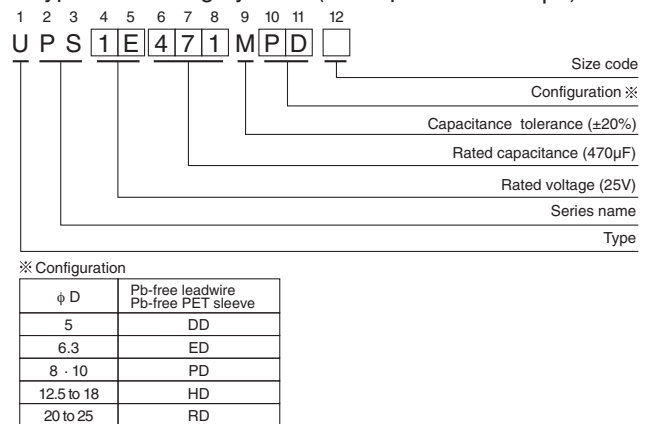 1 2 3 4 5 6 7 8 9 10 11 12
U P S 1 E 4 7 1 M P D
Size code
Configuration ※
Capacitance tolerance (±20%)
Rated capacitance (470µF)
Rated voltage (25V)
Series name
Type
※ Configuration
ϕ D Pb-free leadwire
Pb-free PET sleeve
5 DD
6.3 ED
8 · 10 PD
12.5 to 18 HD
20 to 25 RD